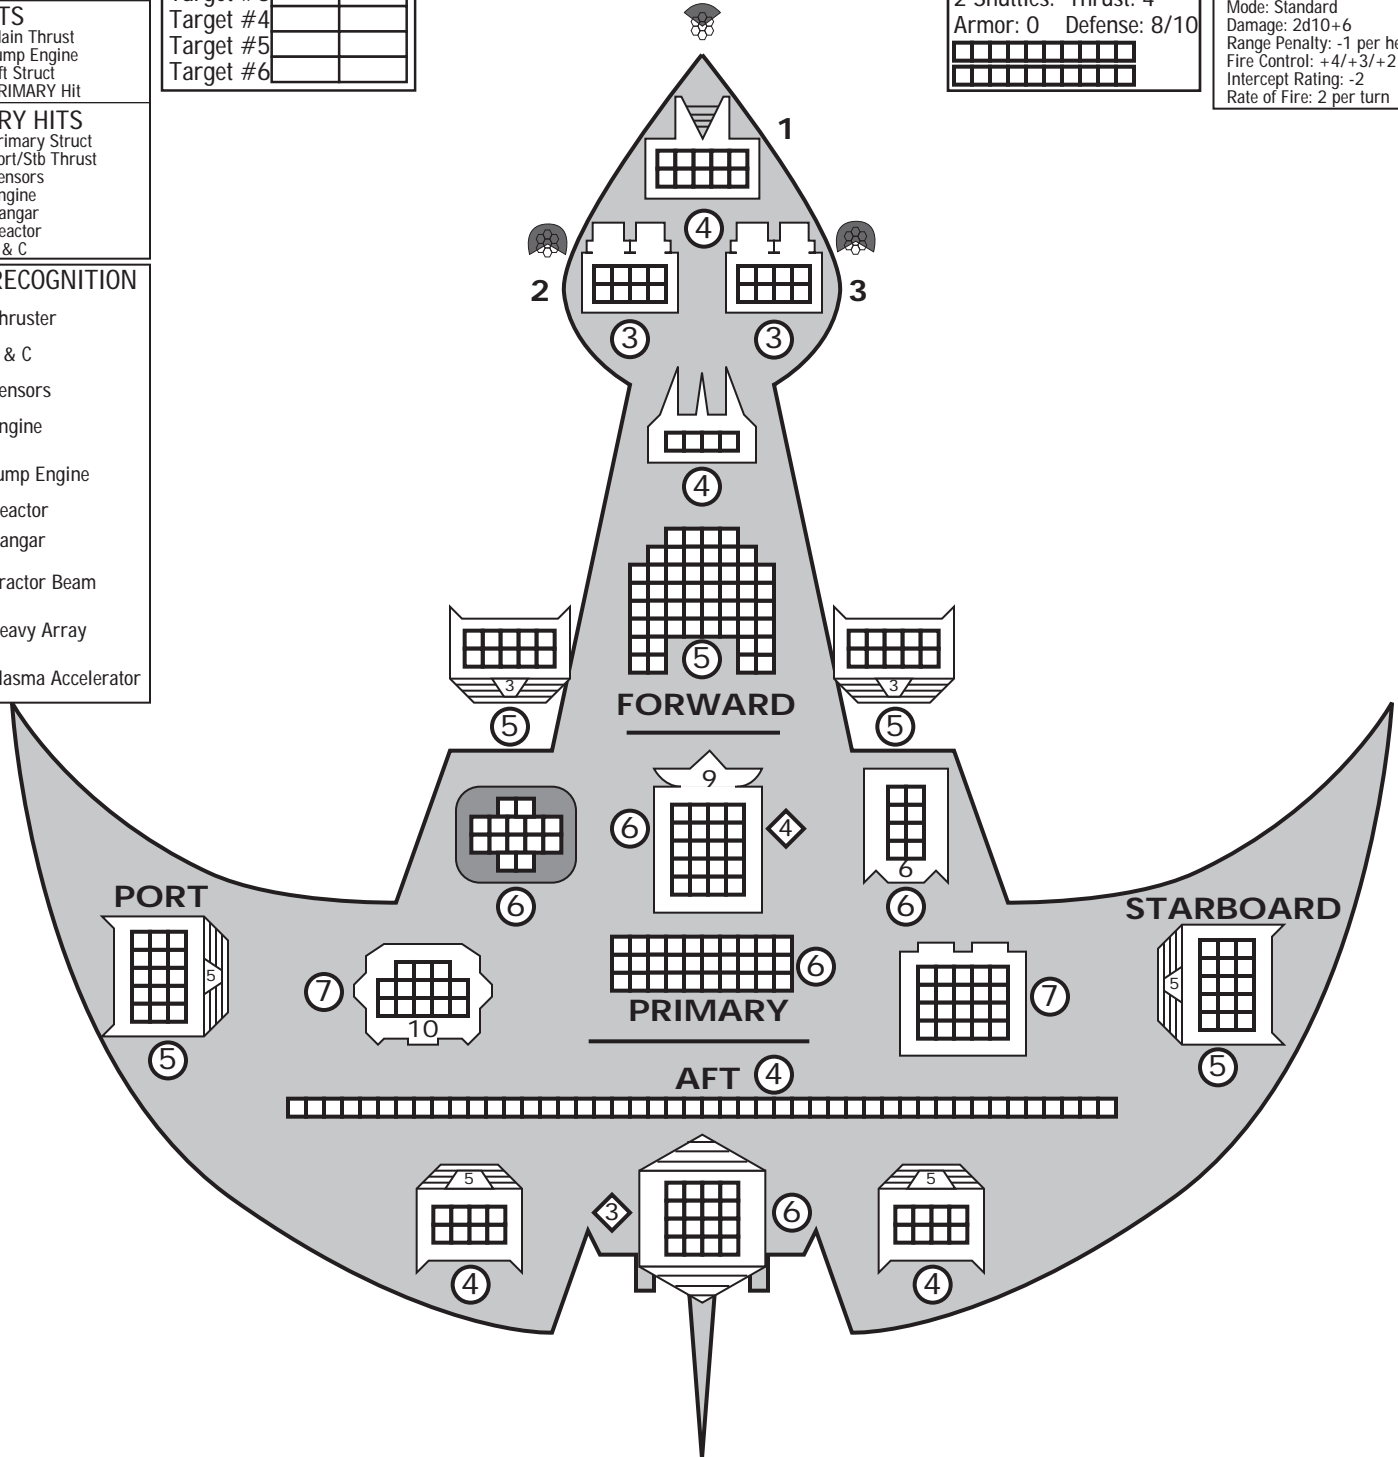 Target #4
Target #5
Target #6
2 Shuttles: Thrust: 4
Armor: 0 Defense: 8/10
Mode: Standard
Damage: 2d10+6
Range Penalty: -1 per he
Fire Control: +4/+3/+2
Intercept Rating: -2
Rate of Fire: 2 per turn
TS
ain Thrust
ump Engine
ft Struct
RIMARY Hit
RY HITS
rimary Struct
ort/Stb Thrust
ensors
ngine
angar
eactor
& C
RECOGNITION
hruster
& C
ensors
ngine
ump Engine
eactor
angar
ractor Beam
eavy Array
lasma Accelerator
1
4
2
3
3
3
4
5
3
3
5
5
FORWARD
9
6
4
6
6
6
PORT
STARBOARD
5
5
7
10
6
7
PRIMARY
5
5
AFT 4
5
5
3
6
4
4